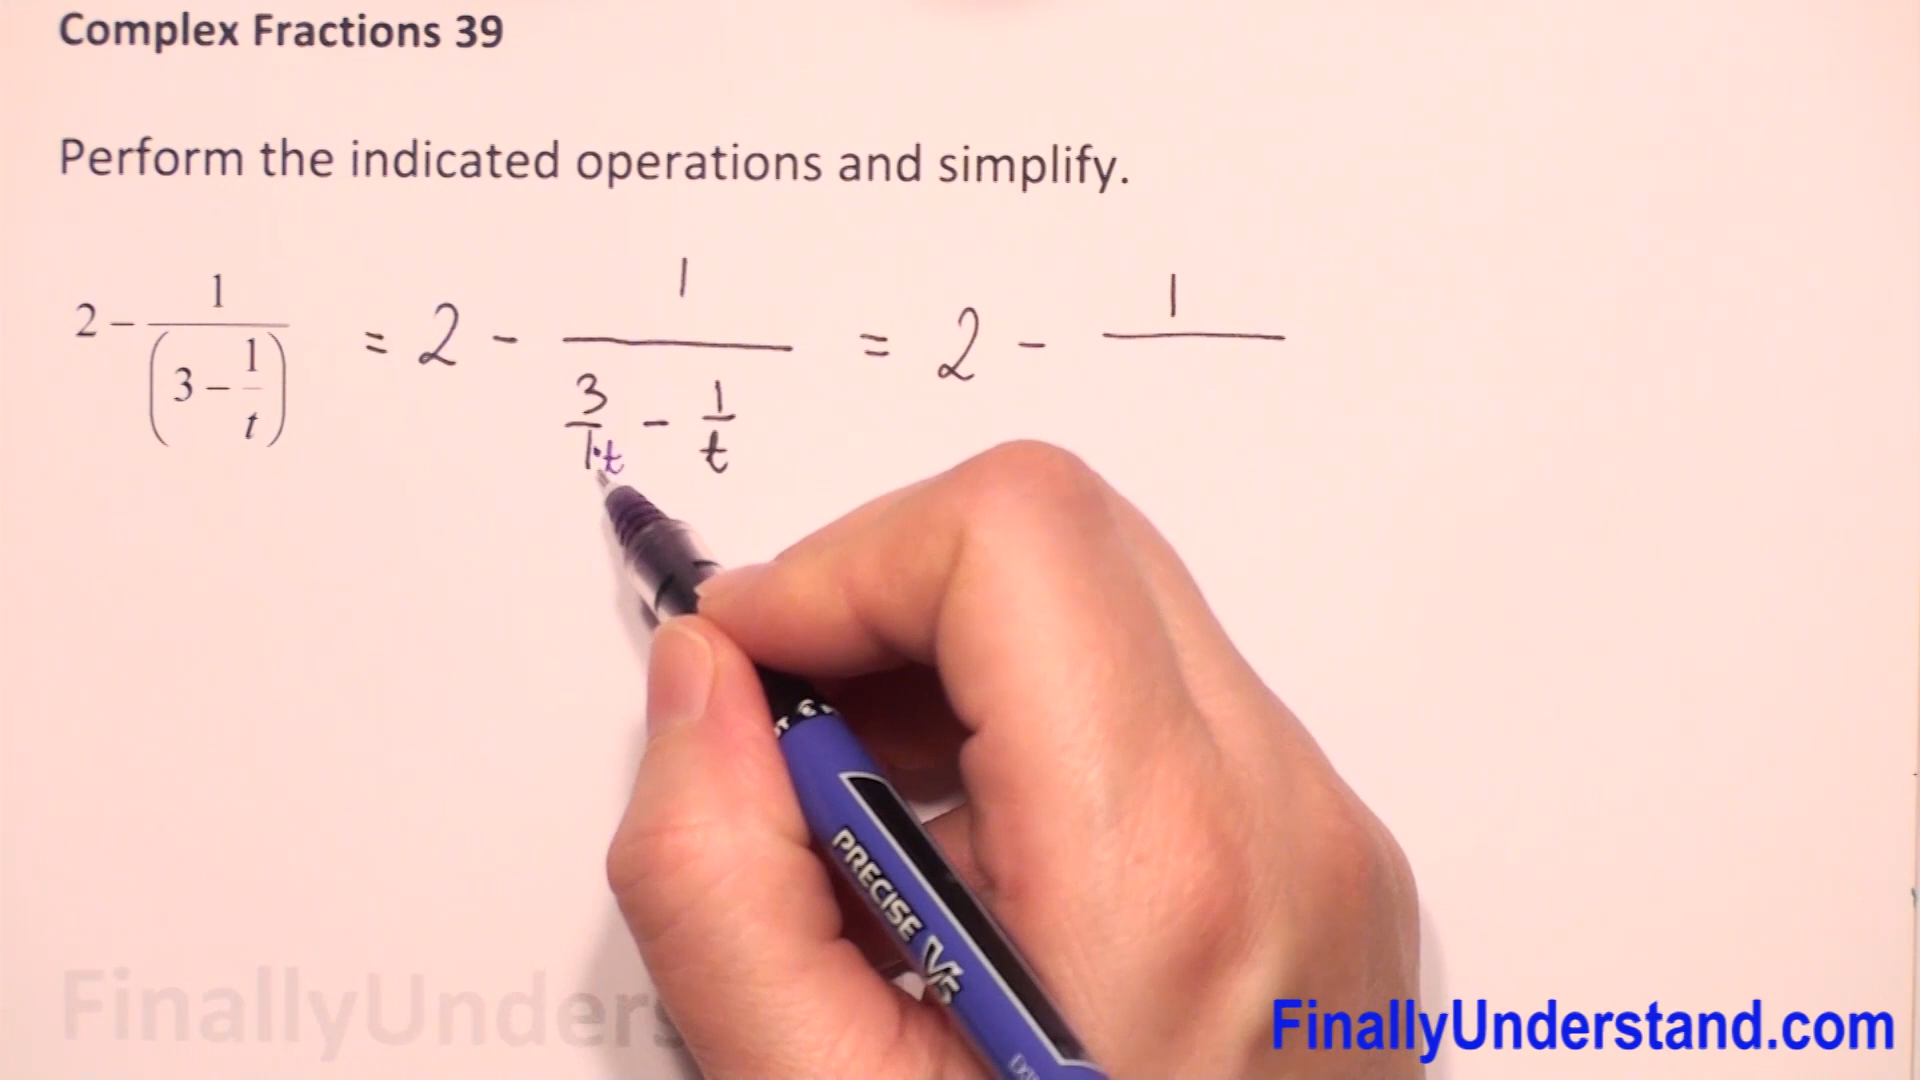 Complex Fractions 39
Perform the indicated operations and simplify.
2 - 1/(3 - 1/t) = 2 - 1/(3/1·t - 1/t) = 2 - 1/
PRECISE V5
FinallyUnders
FinallyUnderstand.com